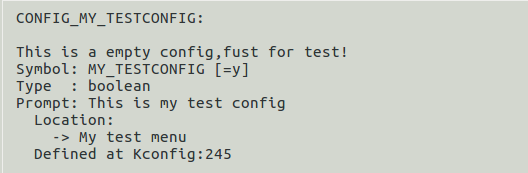 CONFIG_MY_TESTCONFIG:
This is a empty config,fust for test!
Symbol: MY_TESTCONFIG [=y]
Type  : boolean
Prompt: This is my test config
Location:
-> My test menu
Defined at Kconfig:245